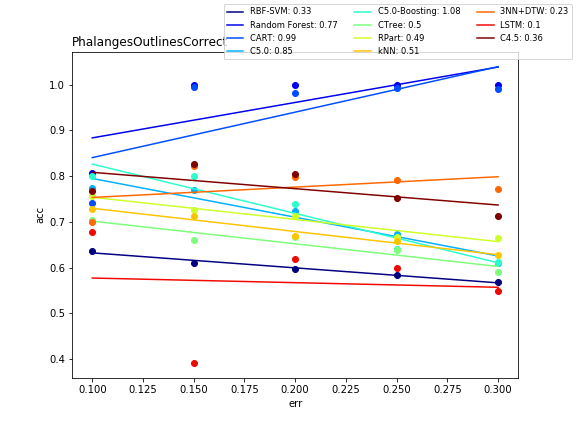 RBF-SVM: 0.33
Random Forest: 0.77
CART: 0.99
C5.0: 0.85
C5.0-Boosting: 1.08
CTree: 0.5
RPart: 0.49
kNN: 0.51
3NN+DTW: 0.23
LSTM: 0.1
C4.5: 0.36
PhalangesOutlinesCorrect
acc
1.0
0.9
0.8
0.7
0.6
0.5
0.4
0.100 0.125 0.150 0.175 0.200 0.225 0.250 0.275 0.300
err